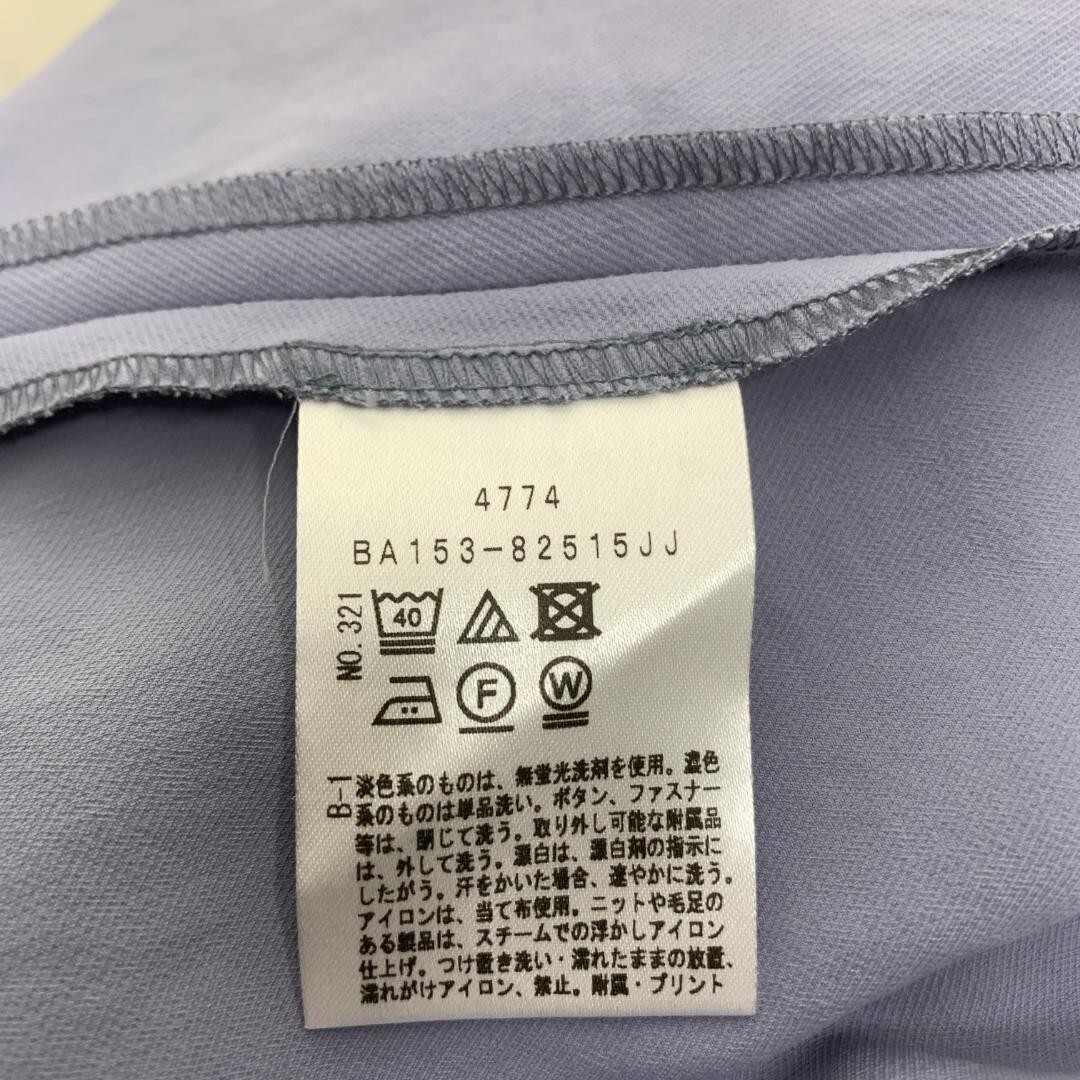 4774
BA153-82515JJ
NO.321
40
F
W
B-1
淡色系のものは、無蛍光洗剤を使用。濃色
系のものは単品洗い。ボタン、ファスナー
等は、閉じて洗う。取り外し可能な附属品
は、外して洗う。漂白は、漂白剤の指示に
したがう。汗をかいた場合、速やかに洗う。
アイロンは、当て布使用。ニットや毛足の
ある製品は、スチームでの浮かしアイロン
仕上げ。つけ置き洗い・濡れたままの放置、
濡れがけアイロン、禁止。附属・プリント